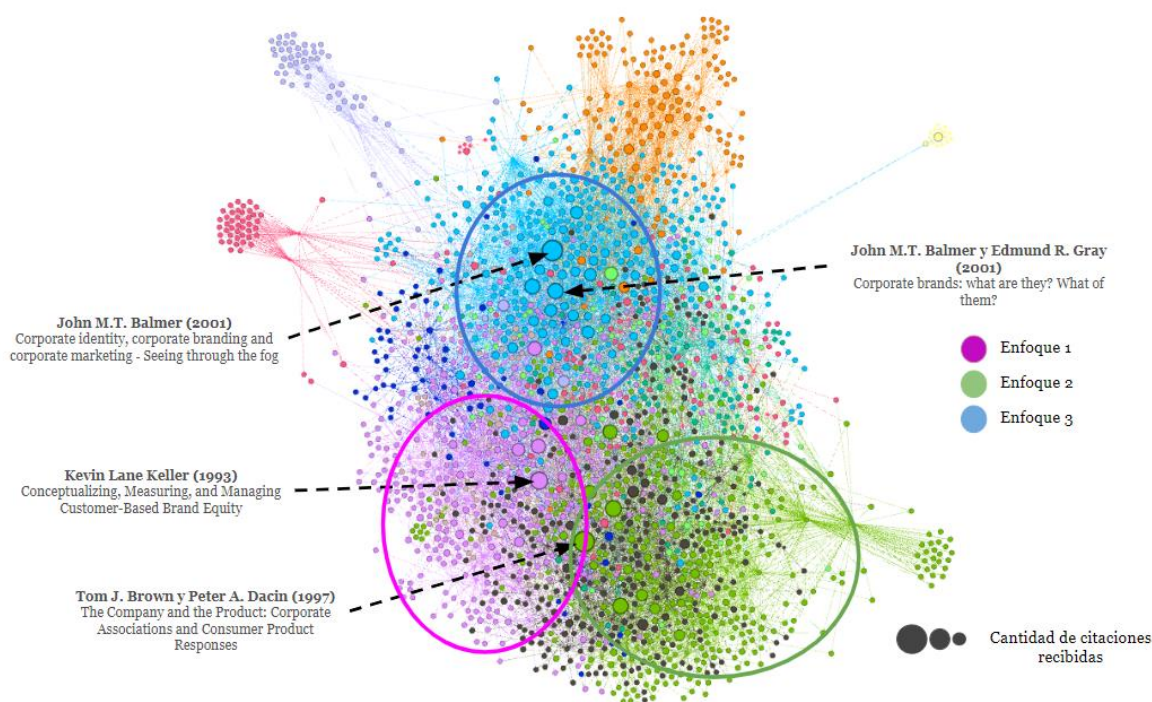 John M.T. Balmer y Edmund R. Gray
(2001)
Corporate brands: what are they? What of
them?
John M.T. Balmer (2001)
Corporate identity, corporate branding and
corporate marketing - Seeing through the fog
Enfoque 1
Enfoque 2
Enfoque 3
Kevin Lane Keller (1993)
Conceptualizing, Measuring, and Managing
Customer-Based Brand Equity
Tom J. Brown y Peter A. Dacin (1997)
The Company and the Product: Corporate
Associations and Consumer Product
Responses
Cantidad de citaciones
recibidas